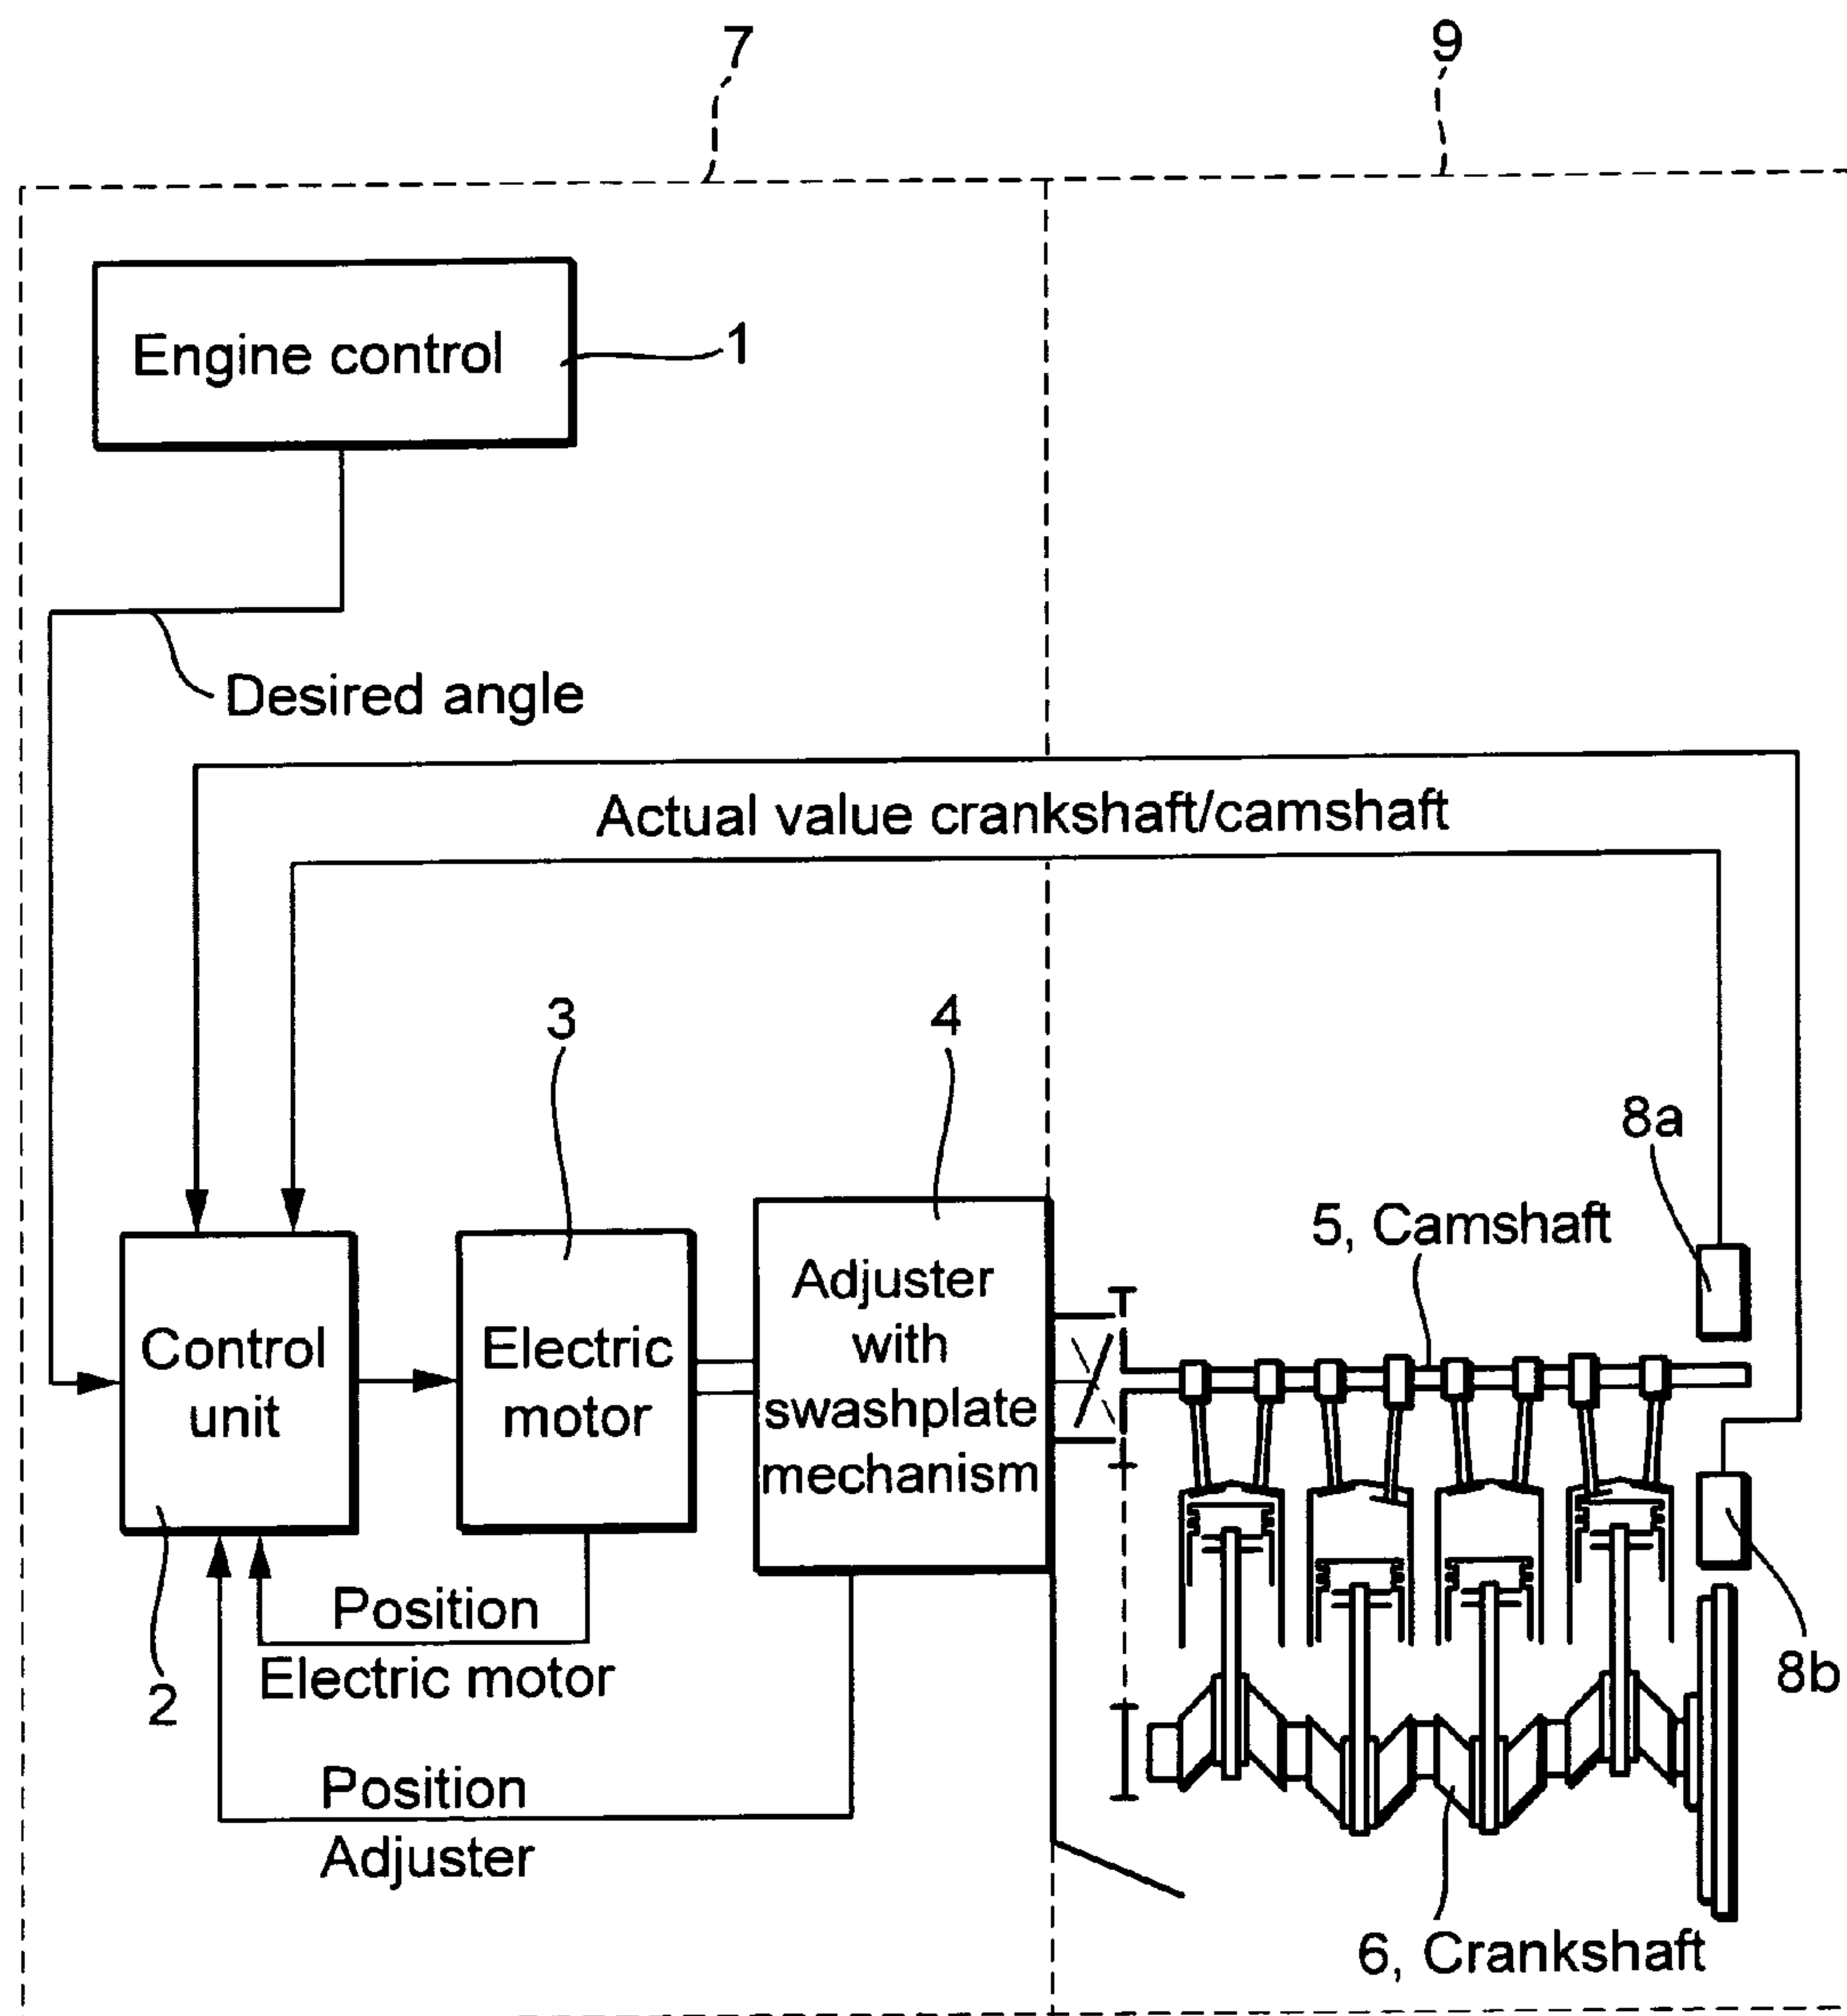 7
9
Engine control
1
Desired angle
Actual value crankshaft/camshaft
3
4
8a
5, Camshaft
Control
unit
Electric
motor
Adjuster
with
swashplate
mechanism
2
Position
Electric motor
8b
Position
Adjuster
6, Crankshaft